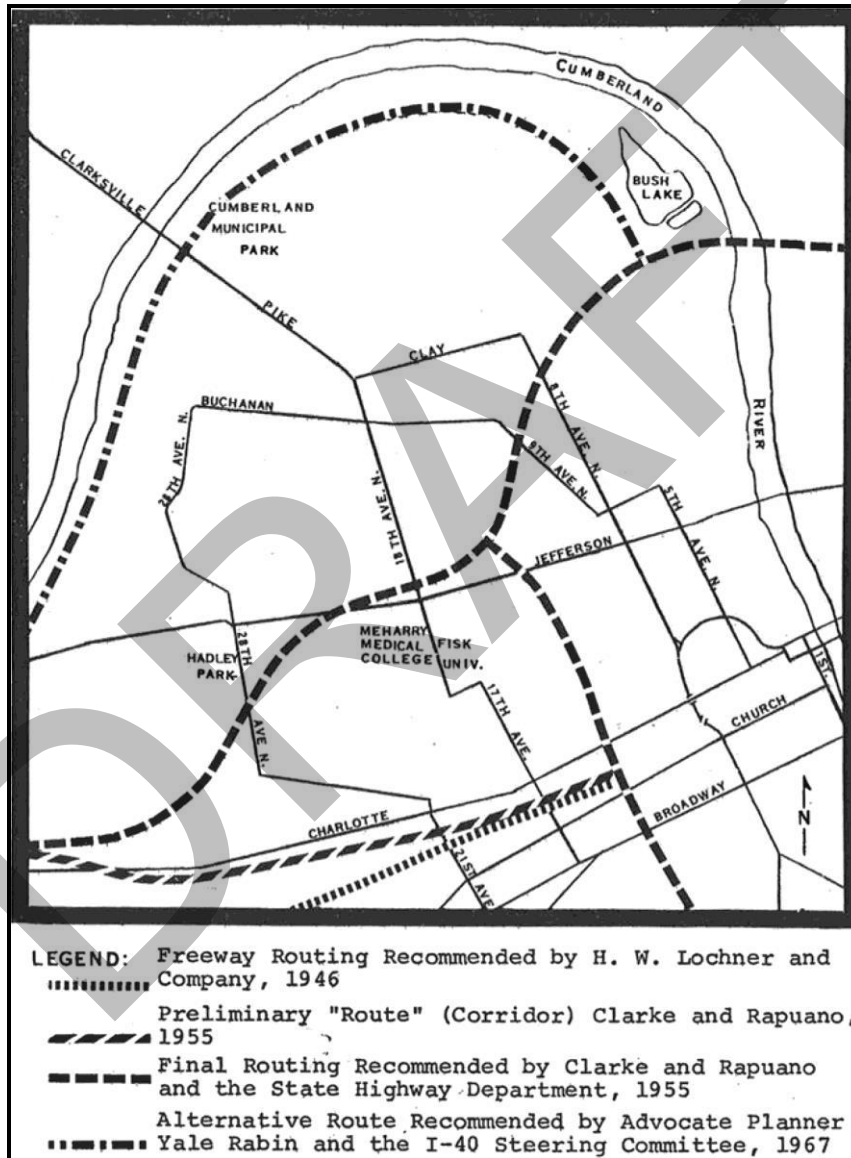 CUMBERLAND
RIVER
BUSH
LAKE
CLARKSVILLE
PIKE
CUMBERLAND
MUNICIPAL
PARK
CLAY
BUCHANAN
8TH AVE. N.
9TH AVE. N.
28TH AVE. N.
18TH AVE. N.
5TH AVE. N.
JEFFERSON
MEHARRY
MEDICAL FISK
COLLEGE UNIV.
HADLEY
PARK
28TH AVE N.
17TH AVE.
1ST.
CHURCH
BROADWAY
CHARLOTTE
21ST AVE
N
LEGEND: Freeway Routing Recommended by H. W. Lochner and
Company, 1946
Preliminary "Route" (Corridor) Clarke and Rapuano,
1955
Final Routing Recommended by Clarke and Rapuano
and the State Highway Department, 1955
Alternative Route Recommended by Advocate Planner
Yale Rabin and the I-40 Steering Committee, 1967
DRAFT